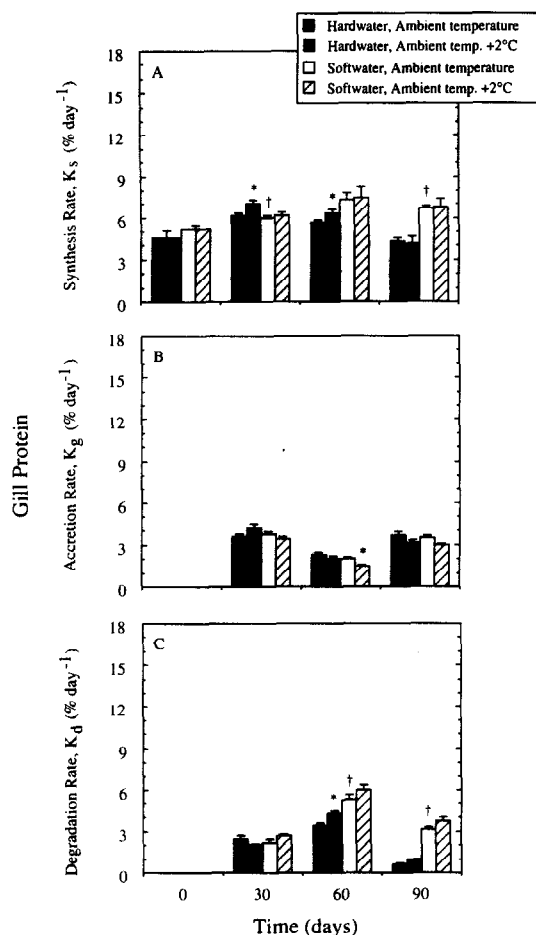 Hardwater, Ambient temperature
Hardwater, Ambient temp. +2°C
Softwater, Ambient temperature
Softwater, Ambient temp. +2°C
Gill Protein
A
Synthesis Rate, Ks (% day-1)
18
15
12
9
6
3
0
*
†
*
†
B
Accretion Rate, Kg (% day-1)
18
15
12
9
6
3
0
*
C
Degradation Rate, Kd (% day-1)
18
15
12
9
6
3
0
*
†
†
0 30 60 90
Time (days)